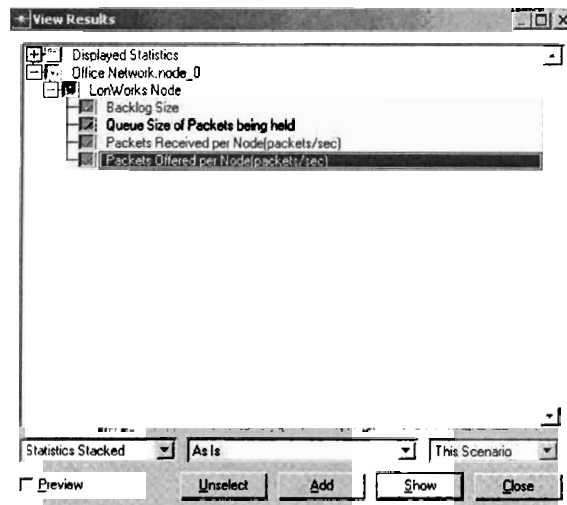 View Results
Displayed Statistics
Office Network.node_0
LonWorks Node
Backlog Size
Queue Size of Packets being held
Packets Received per Node(packets/sec)
Packets Offered per Node(packets/sec)
Statistics Stacked As Is This Scenario
Preview Unselect Add Show Close